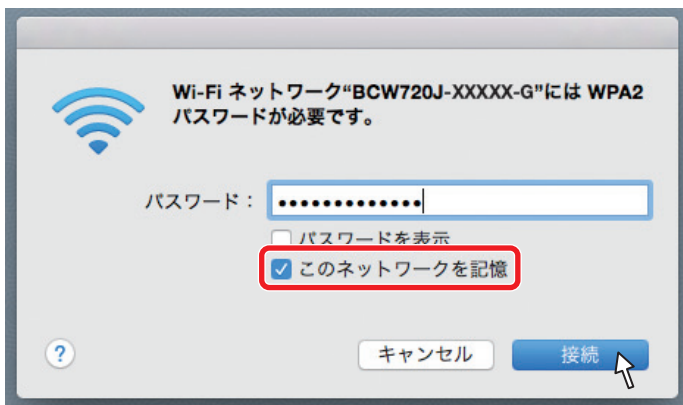 Wi-Fi ネットワーク“BCW720J-XXXXX-G”には WPA2
パスワードが必要です。
パスワード：
•••••••••••••
パスワードを表示
このネットワークを記憶
?
キャンセル
接続